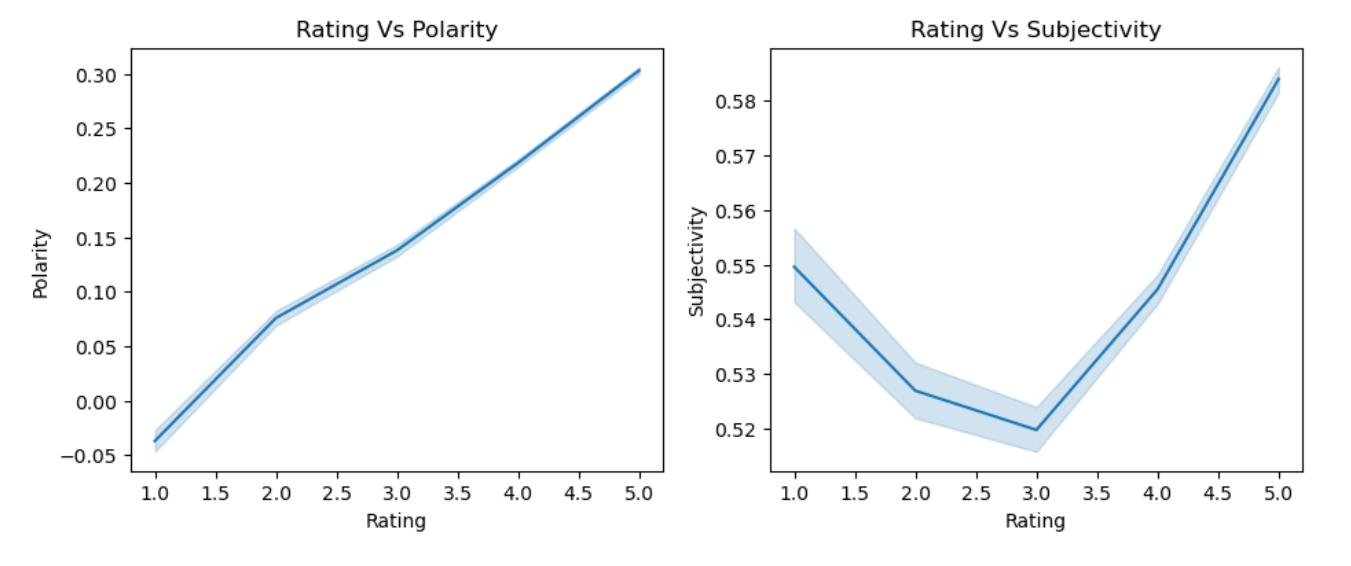 Rating Vs Polarity
0.30
0.25
0.20
0.15
0.10
0.05
0.00
−0.05
Polarity
1.0 1.5 2.0 2.5 3.0 3.5 4.0 4.5 5.0
Rating
Rating Vs Subjectivity
0.58
0.57
0.56
0.55
0.54
0.53
0.52
Subjectivity
1.0 1.5 2.0 2.5 3.0 3.5 4.0 4.5 5.0
Rating